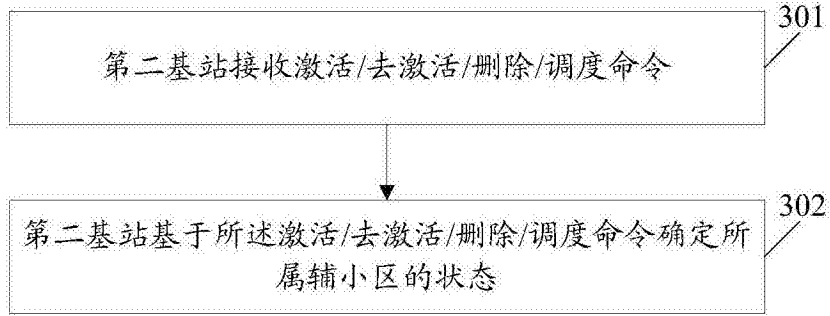 301
第二基站接收激活/去激活/删除/调度命令
302
第二基站基于所述激活/去激活/删除/调度命令确定所
属辅小区的状态